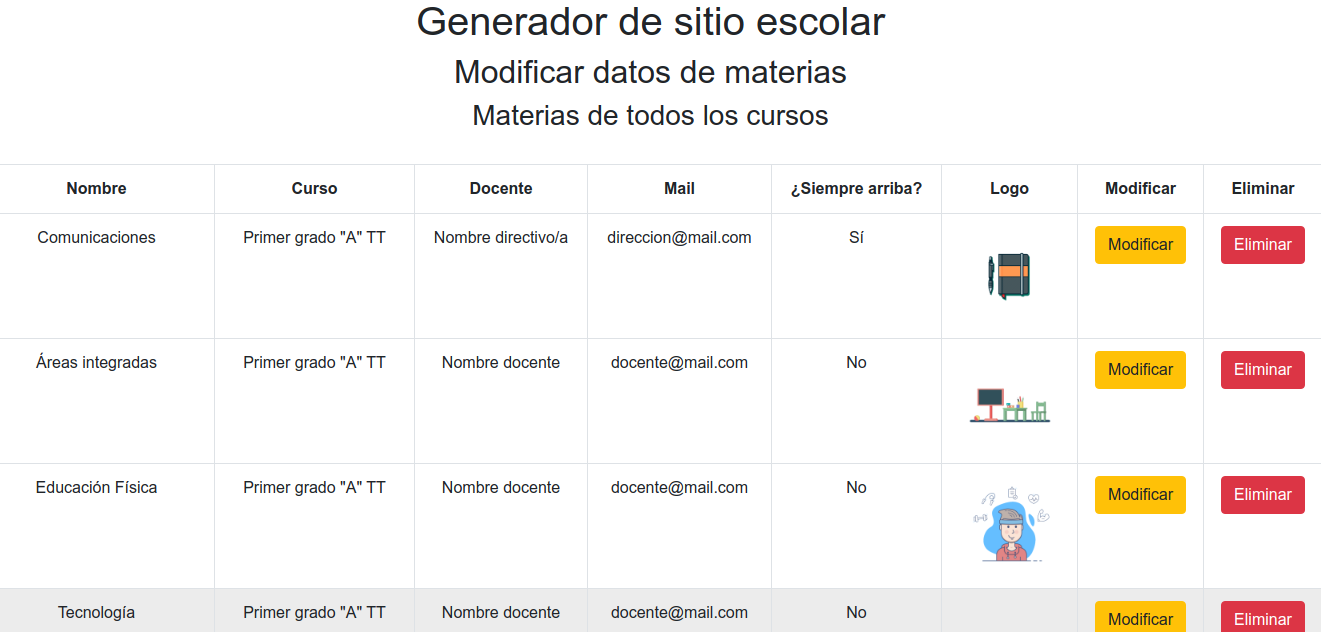 Generador de sitio escolar
Modificar datos de materias
Materias de todos los cursos
Nombre Curso Docente Mail ¿Siempre arriba? Logo Modificar Eliminar
Comunicaciones Primer grado "A" TT Nombre directivo/a direccion@mail.com Sí Modificar Eliminar
Áreas integradas Primer grado "A" TT Nombre docente docente@mail.com No Modificar Eliminar
Educación Física Primer grado "A" TT Nombre docente docente@mail.com No Modificar Eliminar
Tecnología Primer grado "A" TT Nombre docente docente@mail.com No Modificar Eliminar